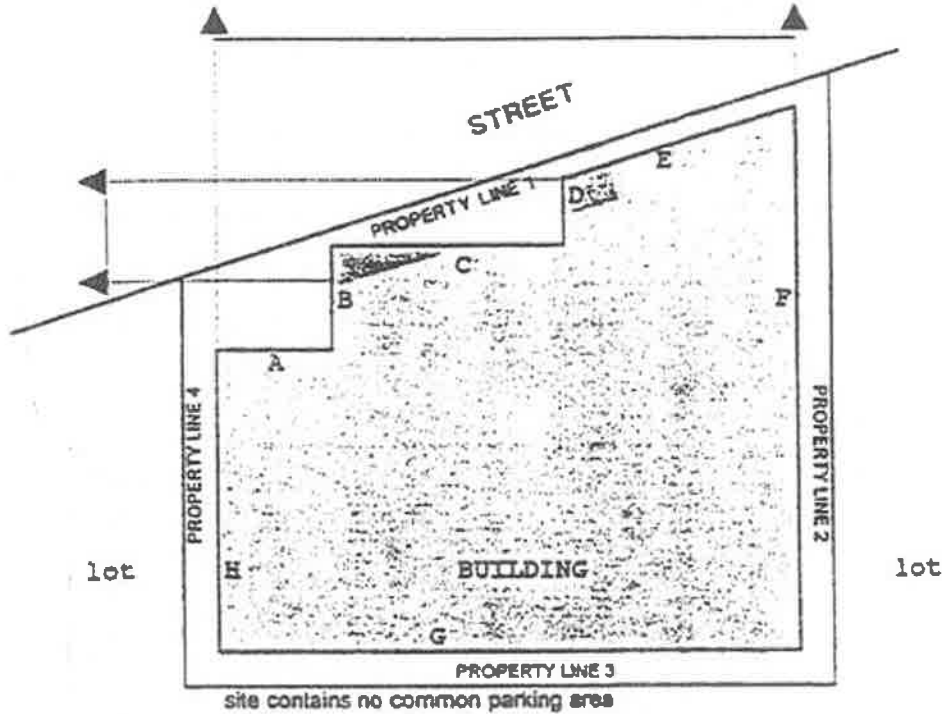 STREET
E
D
PROPERTY LINE 1
C
B
F
A
PROPERTY LINE 4
PROPERTY LINE 2
lot
H
BUILDING
lot
G
PROPERTY LINE 3
site contains no common parking area